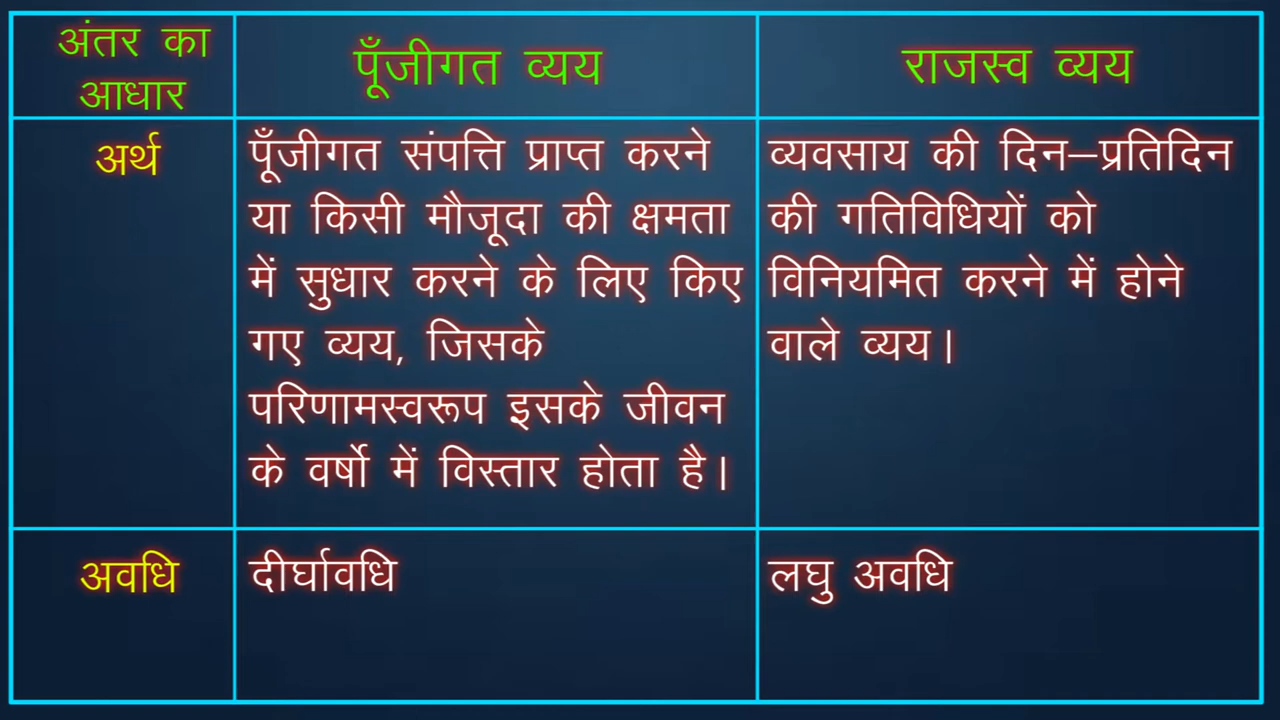 अंतर का
आधार
पूँजीगत व्यय
राजस्व व्यय
अर्थ
पूँजीगत संपत्ति प्राप्त करने
या किसी मौजूदा की क्षमता
में सुधार करने के लिए किए
गए व्यय, जिसके
परिणामस्वरूप इसके जीवन
के वर्षो में विस्तार होता है।
व्यवसाय की दिन–प्रतिदिन
की गतिविधियों को
विनियमित करने में होने
वाले व्यय।
अवधि
दीर्घावधि
लघु अवधि